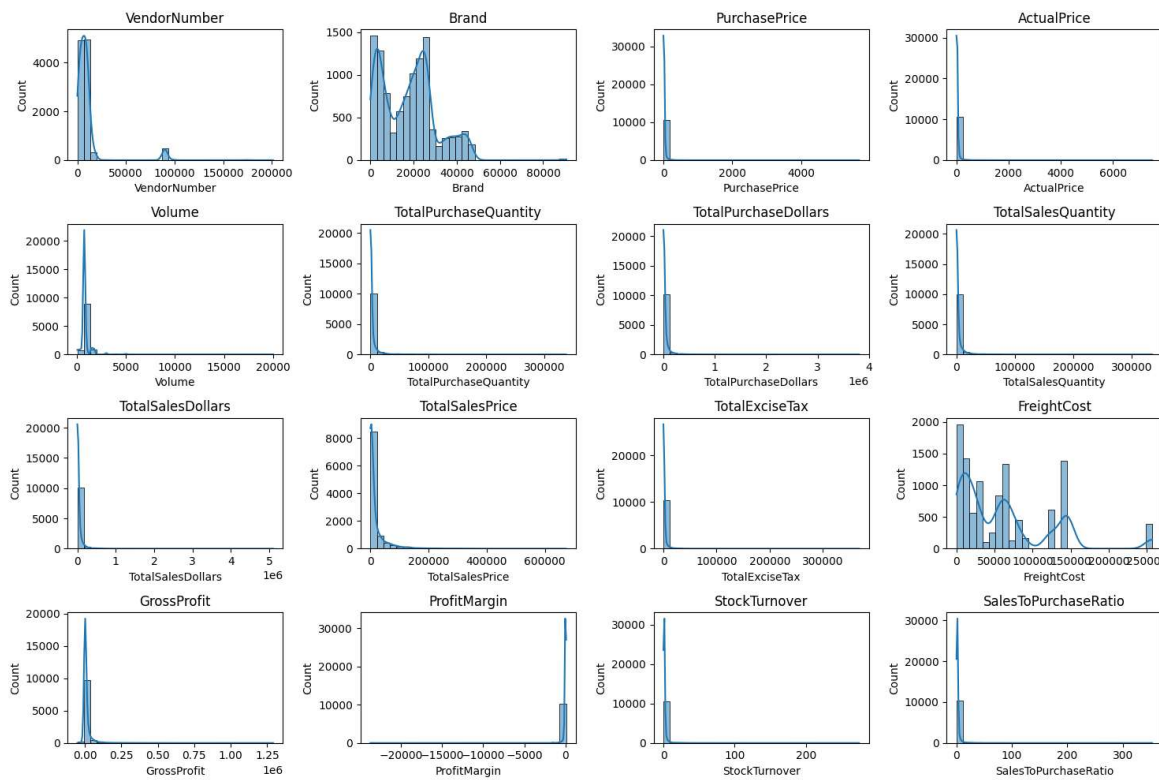 VendorNumber
Count
4000
2000
0
0 50000 100000 150000 200000
VendorNumber
Brand
Count
1500
1000
500
0
0 20000 40000 60000 80000
Brand
PurchasePrice
Count
30000
20000
10000
0
0 2000 4000
PurchasePrice
ActualPrice
Count
30000
20000
10000
0
0 2000 4000 6000
ActualPrice
Volume
Count
20000
15000
10000
5000
0
0 5000 10000 15000 20000
Volume
TotalPurchaseQuantity
Count
20000
15000
10000
5000
0
0 100000 200000 300000
TotalPurchaseQuantity
TotalPurchaseDollars
Count
20000
15000
10000
5000
0
0 1 2 3 4
TotalPurchaseDollars 1e6
TotalSalesQuantity
Count
20000
15000
10000
5000
0
0 100000 200000 300000
TotalSalesQuantity
TotalSalesDollars
Count
20000
15000
10000
5000
0
0 1 2 3 4 5
TotalSalesDollars 1e6
TotalSalesPrice
Count
8000
6000
4000
2000
0
0 200000 400000 600000
TotalSalesPrice
TotalExciseTax
Count
20000
10000
0
0 100000 200000 300000
TotalExciseTax
FreightCost
Count
2000
1500
1000
500
0
0 50000 100000 150000 200000 250000
FreightCost
GrossProfit
Count
20000
15000
10000
5000
0
0.00 0.25 0.50 0.75 1.00 1.25
GrossProfit 1e6
ProfitMargin
Count
30000
20000
10000
0
−20000 −15000 −10000 −5000 0
ProfitMargin
StockTurnover
Count
30000
20000
10000
0
0 100 200
StockTurnover
SalesToPurchaseRatio
Count
30000
20000
10000
0
0 100 200 300
SalesToPurchaseRatio